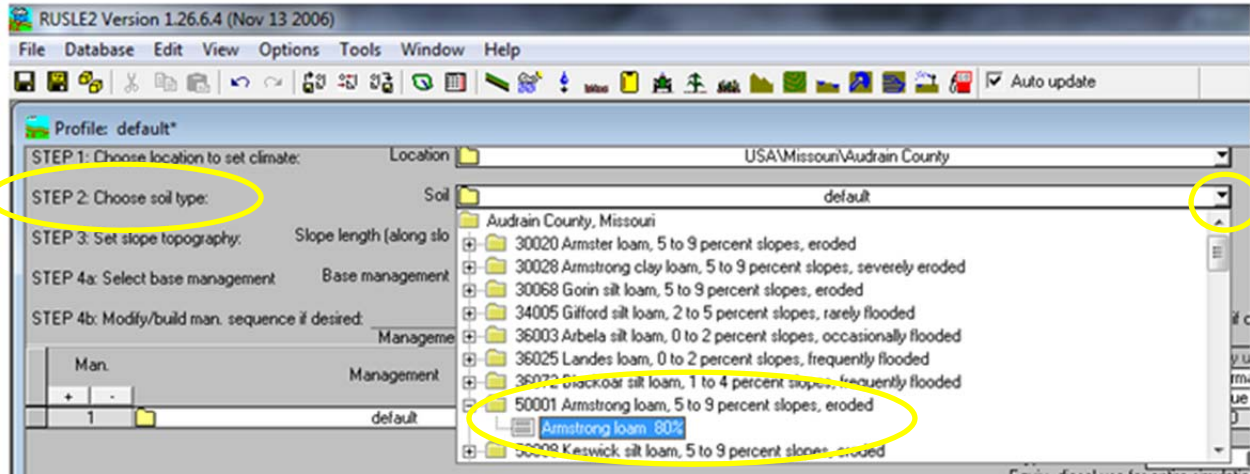 RUSLE2 Version 1.26.6.4 (Nov 13 2006)
File Database Edit View Options Tools Window Help
Auto update
Profile: default*
STEP 1: Choose location to set climate: Location USA\Missouri\Audrain County
STEP 2: Choose soil type: Soil default
Audrain County, Missouri
STEP 3: Set slope topography: Slope length (along slo
30020 Armster loam, 5 to 9 percent slopes, eroded
30028 Armstrong clay loam, 5 to 9 percent slopes, severely eroded
STEP 4a: Select base management Base management
30068 Gorin silt loam, 5 to 9 percent slopes, eroded
34005 Gifford silt loam, 2 to 5 percent slopes, rarely flooded
STEP 4b: Modify/build man. sequence if desired:
Manageme
36003 Arbela silt loam, 0 to 2 percent slopes, occasionally flooded
36025 Landes loam, 0 to 2 percent slopes, frequently flooded
Man. Management
36072 Blackoar silt loam, 1 to 4 percent slopes, frequently flooded
+ -
50001 Armstrong loam, 5 to 9 percent slopes, eroded
1 default
Armstrong loam 80%
50008 Keswick silt loam, 5 to 9 percent slopes, eroded